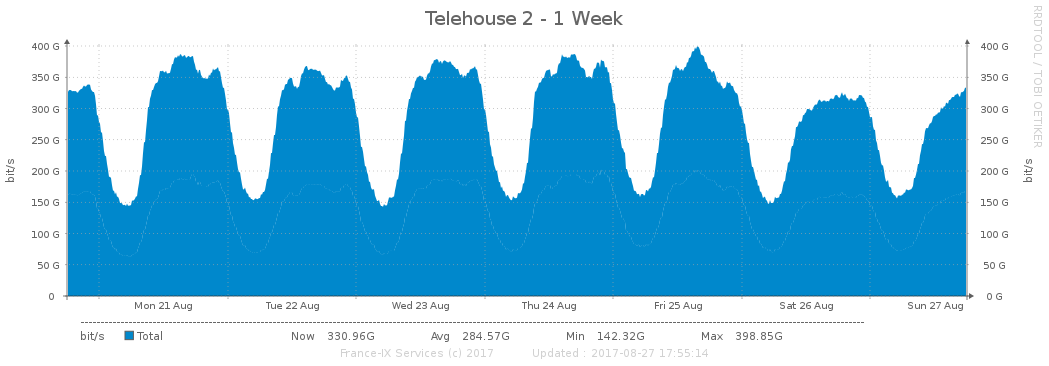 Telehouse 2 - 1 Week
RRDTOOL / TOBI OETIKER
400 G 400 G
350 G 350 G
300 G 300 G
250 G 250 G
200 G 200 G
150 G 150 G
100 G 100 G
50 G 50 G
0 0 G
bit/s bit/s
Mon 21 Aug Tue 22 Aug Wed 23 Aug Thu 24 Aug Fri 25 Aug Sat 26 Aug Sun 27 Aug
bit/s Total Now 330.96G Avg 284.57G Min 142.32G Max 398.85G
France-IX Services (c) 2017 Updated : 2017-08-27 17:55:14